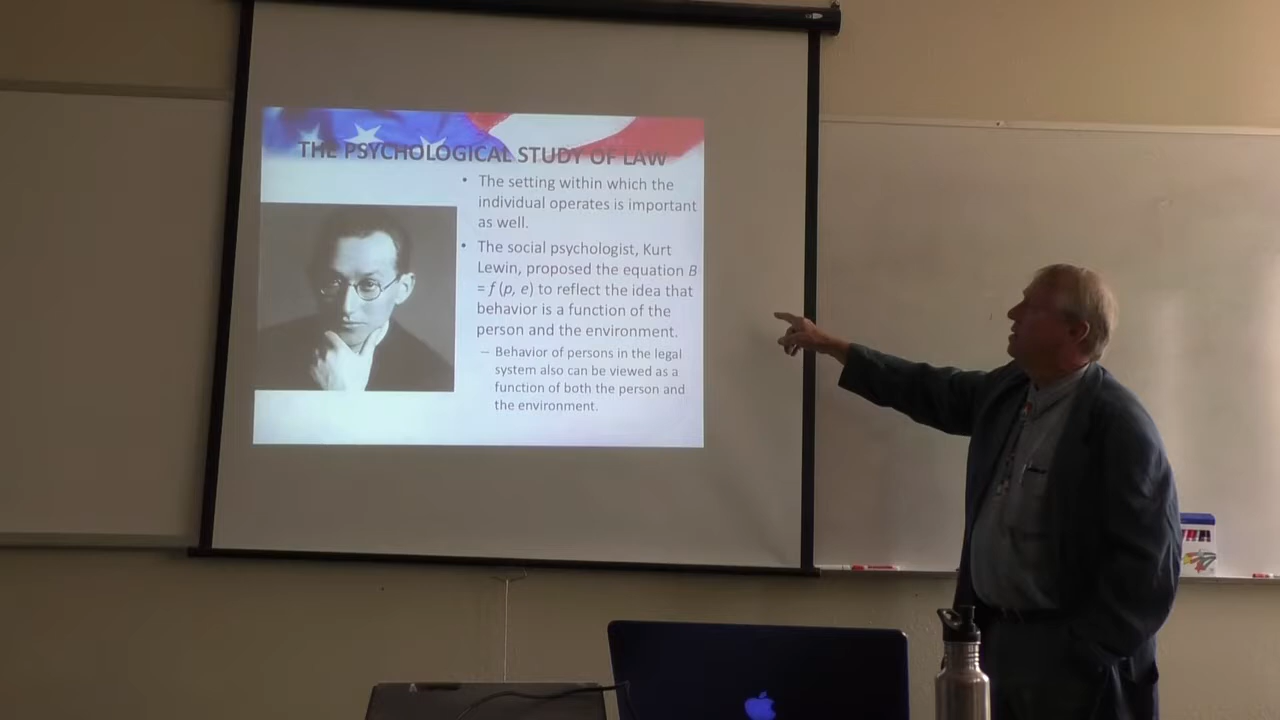 THE PSYCHOLOGICAL STUDY OF LAW
• The setting within which the
individual operates is important
as well.
• The social psychologist, Kurt
Lewin, proposed the equation B
= f (p, e) to reflect the idea that
behavior is a function of the
person and the environment.
– Behavior of persons in the legal
system also can be viewed as a
function of both the person and
the environment.